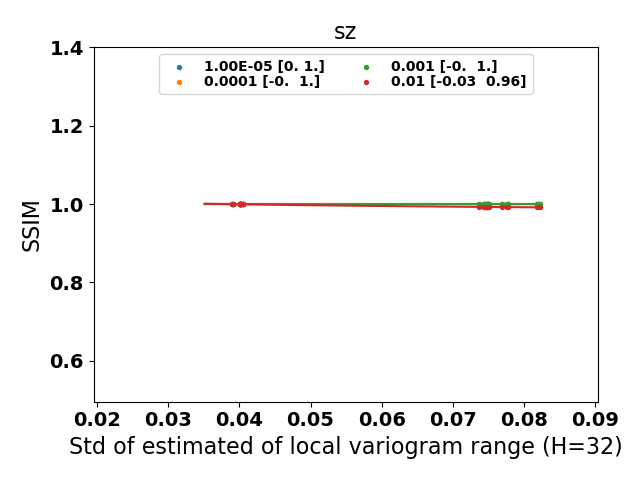 sz
1.4
1.2
1.0
0.8
0.6
SSIM
1.00E-05 [0. 1.]
0.0001 [-0.  1.]
0.001 [-0.  1.]
0.01 [-0.03  0.96]
0.02 0.03 0.04 0.05 0.06 0.07 0.08 0.09
Std of estimated of local variogram range (H=32)